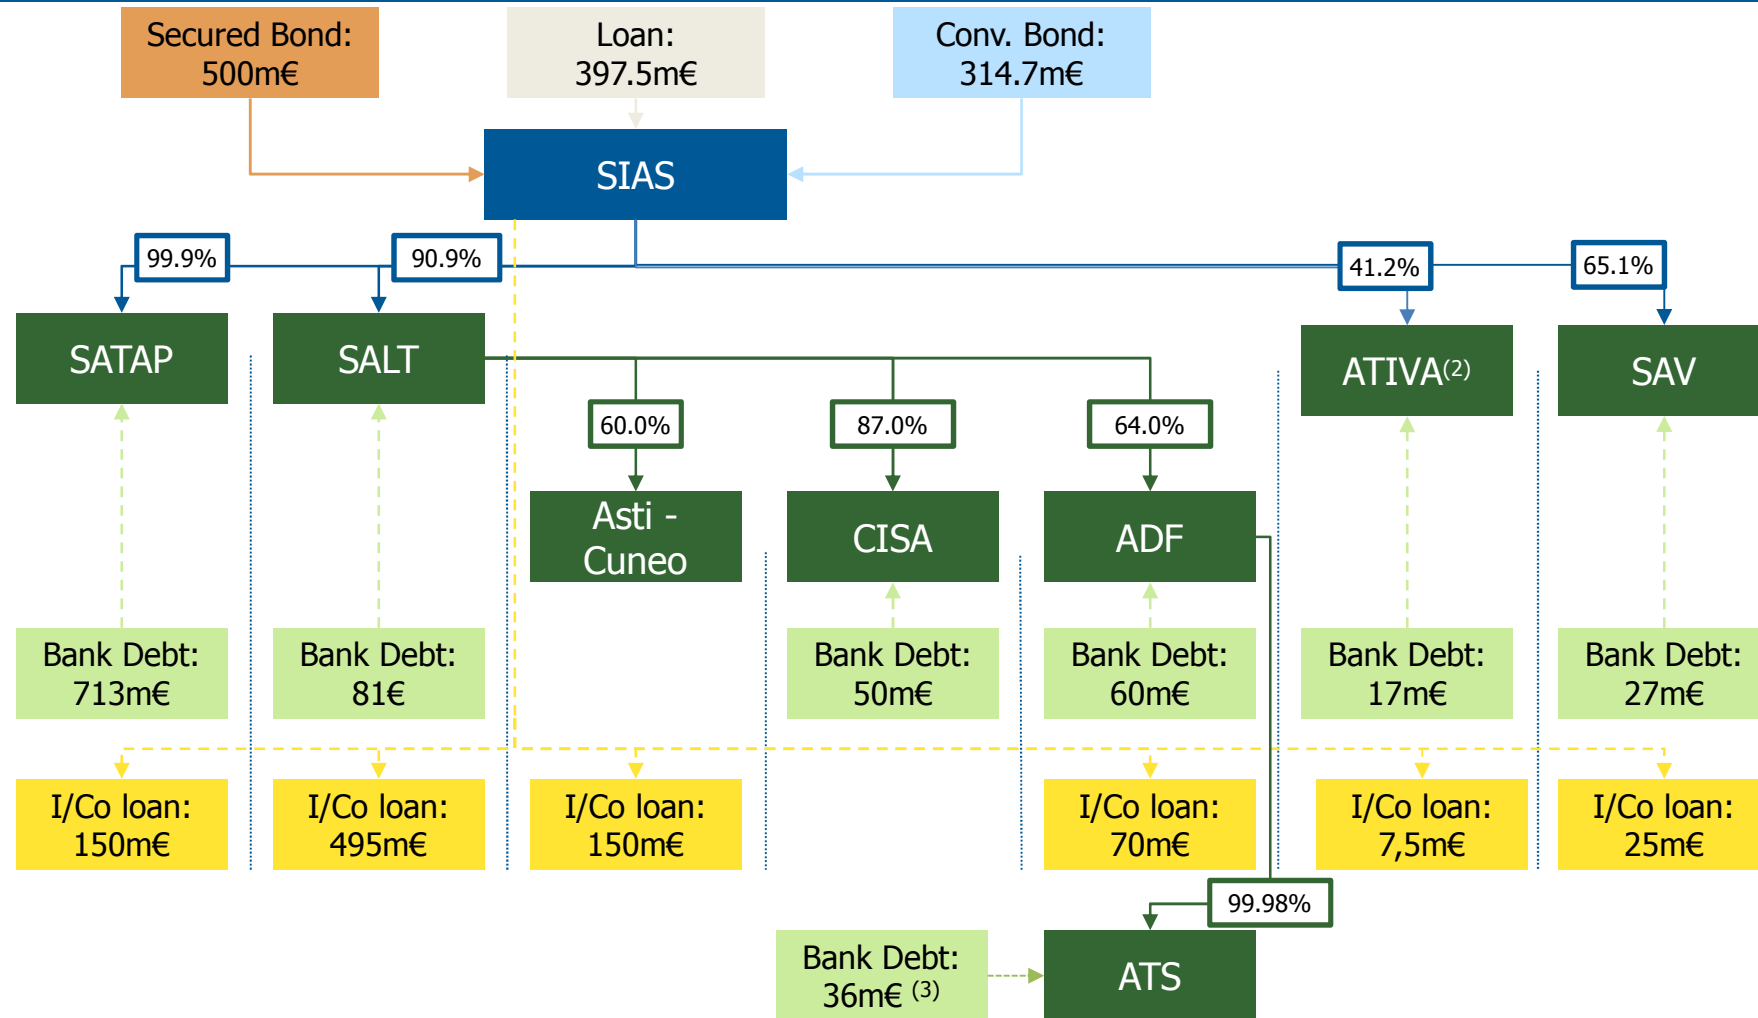 Secured Bond:
500m€
Loan:
397.5m€
Conv. Bond:
314.7m€
SIAS
99.9%
90.9%
41.2%
65.1%
SATAP
SALT
ATIVA(2)
SAV
60.0%
87.0%
64.0%
Asti -
Cuneo
CISA
ADF
Bank Debt:
713m€
Bank Debt:
81€
Bank Debt:
50m€
Bank Debt:
60m€
Bank Debt:
17m€
Bank Debt:
27m€
I/Co loan:
150m€
I/Co loan:
495m€
I/Co loan:
150m€
I/Co loan:
70m€
I/Co loan:
7,5m€
I/Co loan:
25m€
99.98%
Bank Debt:
36m€ (3)
ATS